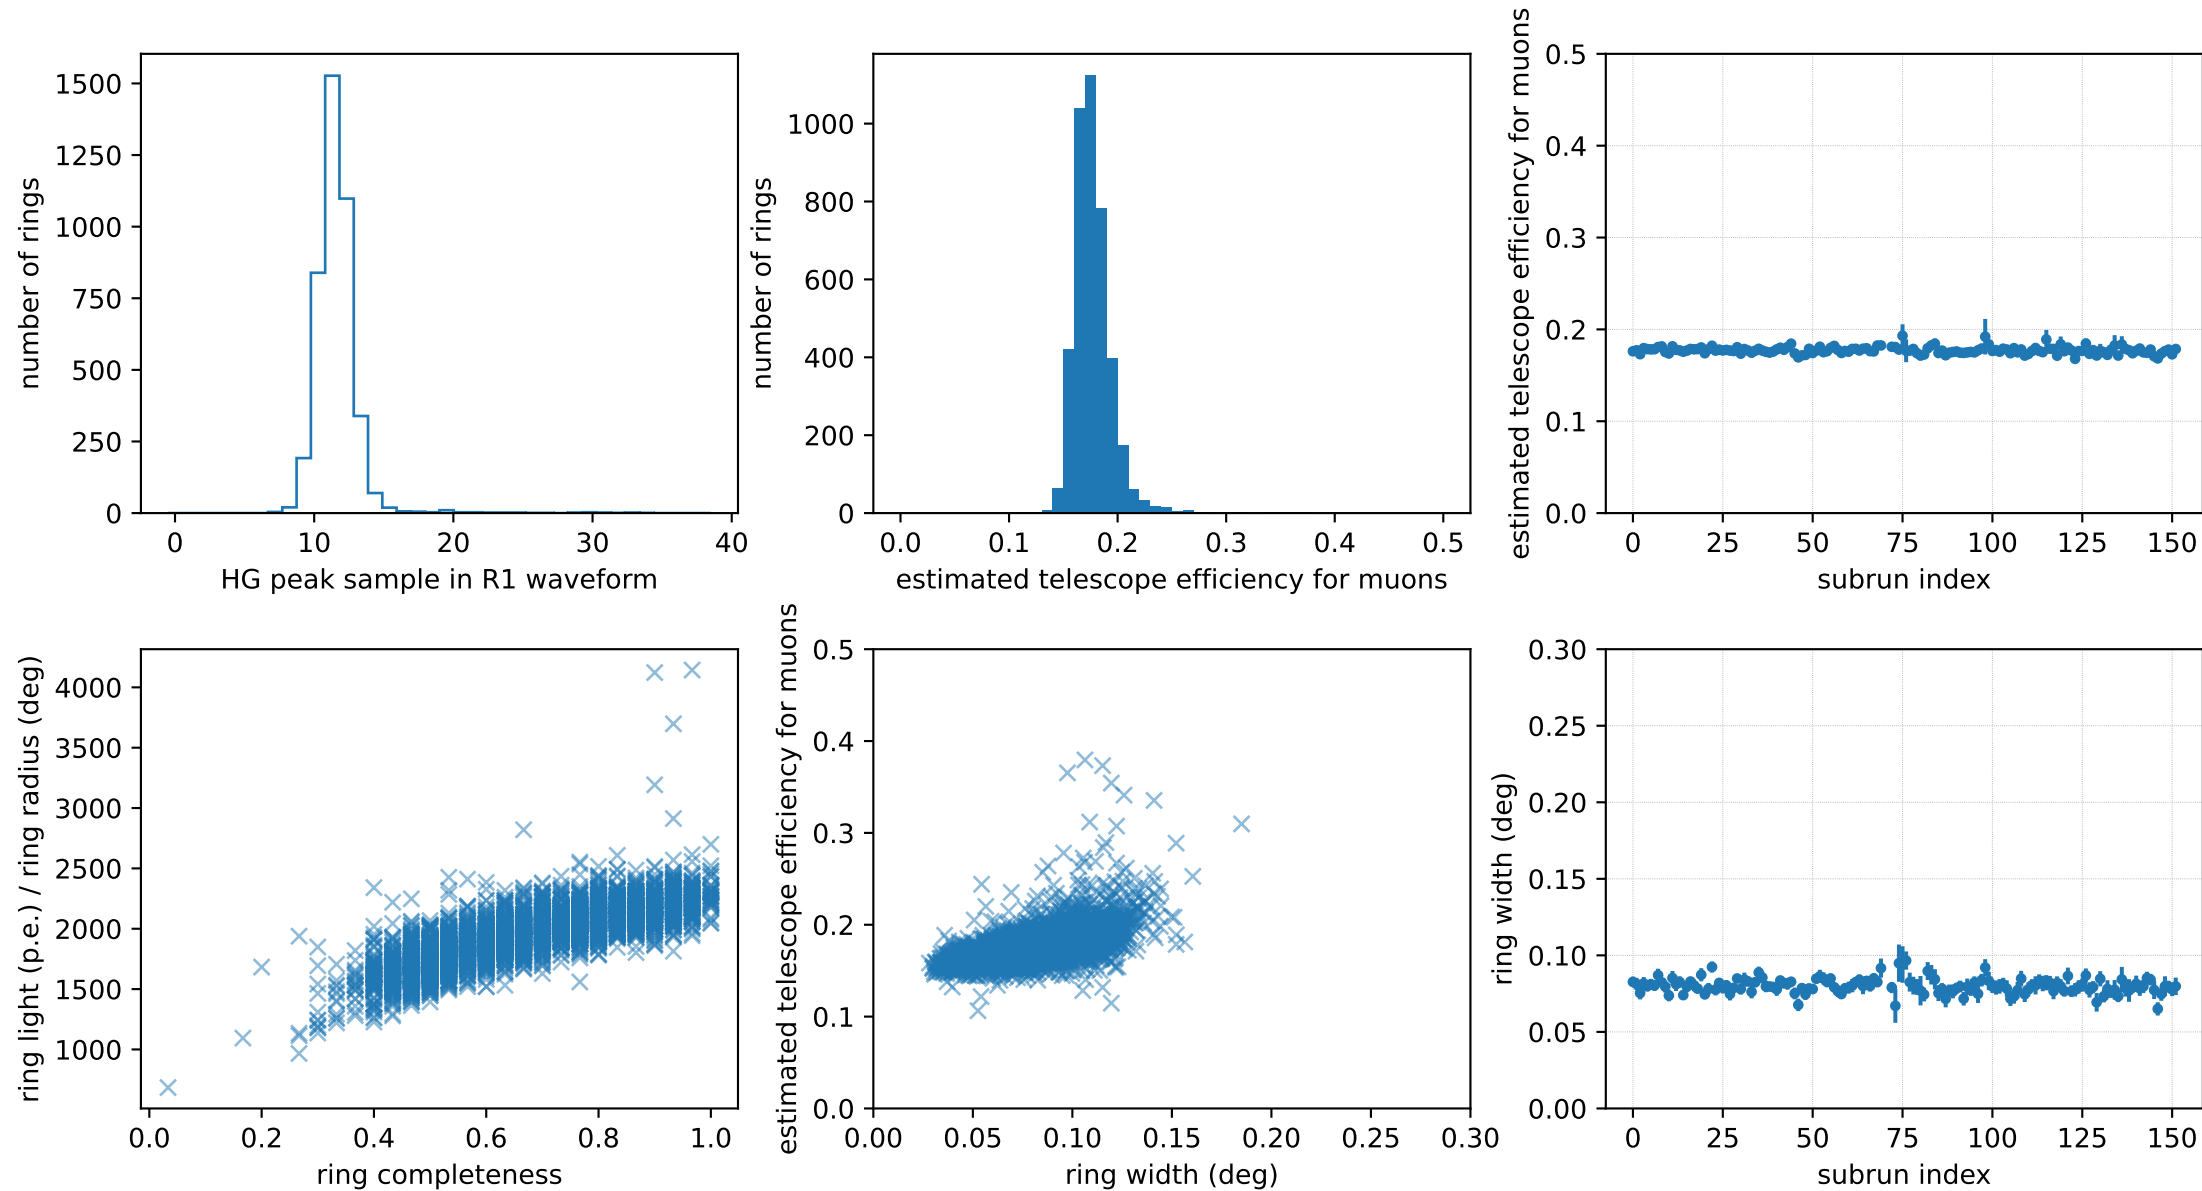 number of rings
1500
1250
1000
750
500
250
0
0 10 20 30 40
HG peak sample in R1 waveform
number of rings
1000
800
600
400
200
0
0.0 0.1 0.2 0.3 0.4 0.5
estimated telescope efficiency for muons
estimated telescope efficiency for muons
0.5
0.4
0.3
0.2
0.1
0.0
0 25 50 75 100 125 150
subrun index
ring light (p.e.) / ring radius (deg)
4000
3500
3000
2500
2000
1500
1000
0.0 0.2 0.4 0.6 0.8 1.0
ring completeness
estimated telescope efficiency for muons
0.5
0.4
0.3
0.2
0.1
0.0
0.00 0.05 0.10 0.15 0.20 0.25 0.30
ring width (deg)
ring width (deg)
0.30
0.25
0.20
0.15
0.10
0.05
0.00
0 25 50 75 100 125 150
subrun index